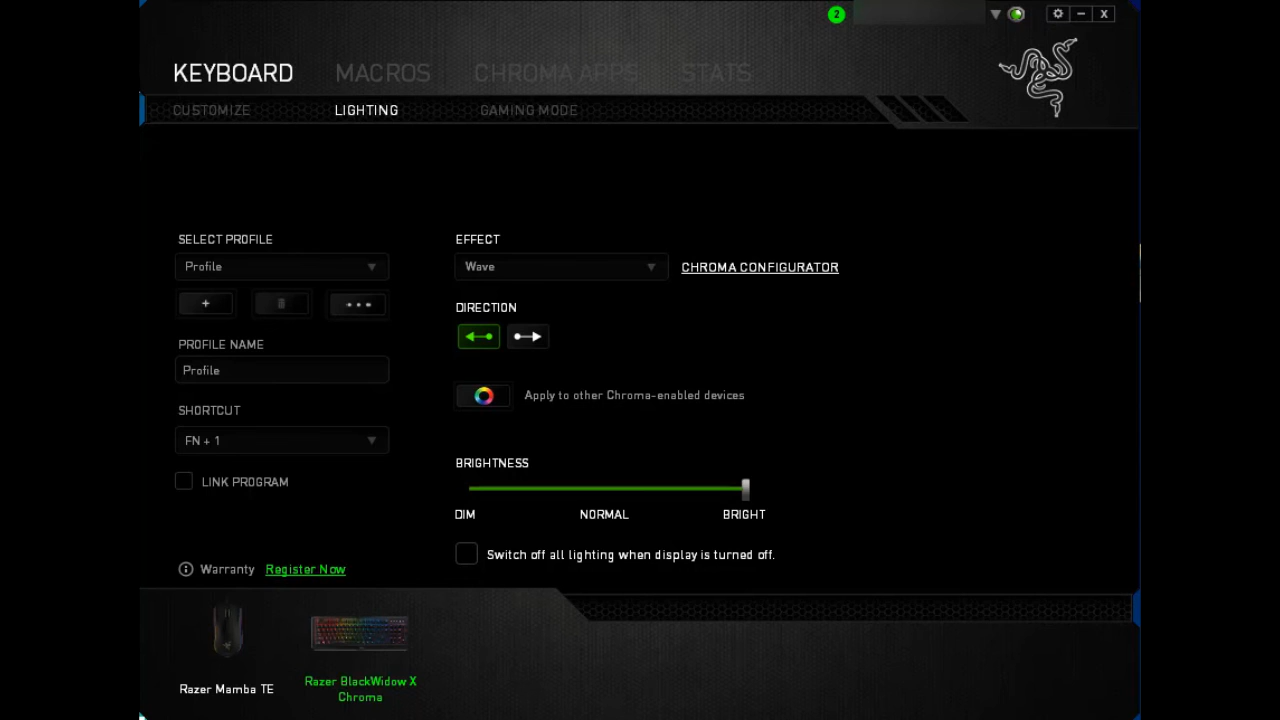 2
X
KEYBOARD MACROS CHROMA APPS STATS
CUSTOMIZE LIGHTING GAMING MODE
SELECT PROFILE
Profile
+
PROFILE NAME
Profile
SHORTCUT
FN + 1
LINK PROGRAM
Warranty Register Now
EFFECT
Wave CHROMA CONFIGURATOR
DIRECTION
Apply to other Chroma-enabled devices
BRIGHTNESS
DIM NORMAL BRIGHT
Switch off all lighting when display is turned off.
Razer Mamba TE
Razer BlackWidow X
Chroma